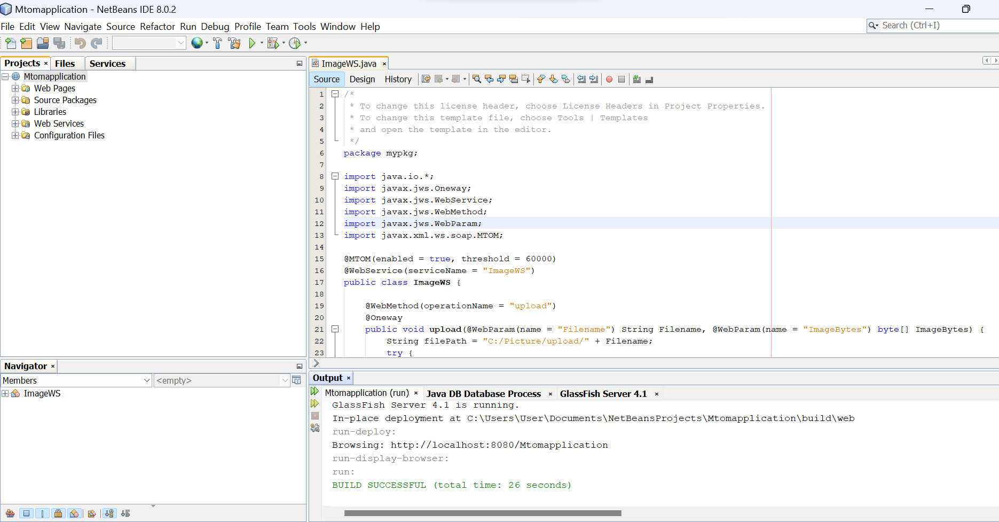 Mtomapplication - NetBeans IDE 8.0.2
File Edit View Navigate Source Refactor Run Debug Profile Team Tools Window Help
Search (Ctrl+I)
Projects Files Services
Mtomapplication
Web Pages
Source Packages
Libraries
Web Services
Configuration Files
Navigator
Members
<empty>
ImageWS
ImageWS.java
Source Design History
1 /*
2  * To change this license header, choose License Headers in Project Properties.
3  * To change this template file, choose Tools | Templates
4  * and open the template in the editor.
5  */
6 package mypkg;
7
8 import java.io.*;
9 import javax.jws.Oneway;
10 import javax.jws.WebService;
11 import javax.jws.WebMethod;
12 import javax.jws.WebParam;
13 import javax.xml.ws.soap.MTOM;
14
15 @MTOM(enabled = true, threshold = 60000)
16 @WebService(serviceName = "ImageWS")
17 public class ImageWS {
18
19     @WebMethod(operationName = "upload")
20     @Oneway
21     public void upload(@WebParam(name = "Filename") String Filename, @WebParam(name = "ImageBytes") byte[] ImageBytes) {
22         String filePath = "C:/Picture/upload/" + Filename;
23         try {
Output
Mtomapplication (run) Java DB Database Process GlassFish Server 4.1
GlassFish Server 4.1 is running.
In-place deployment at C:\Users\User\Documents\NetBeansProjects\Mtomapplication\build\web
run-deploy:
Browsing: http://localhost:8080/Mtomapplication
run-display-browser:
run:
BUILD SUCCESSFUL (total time: 26 seconds)